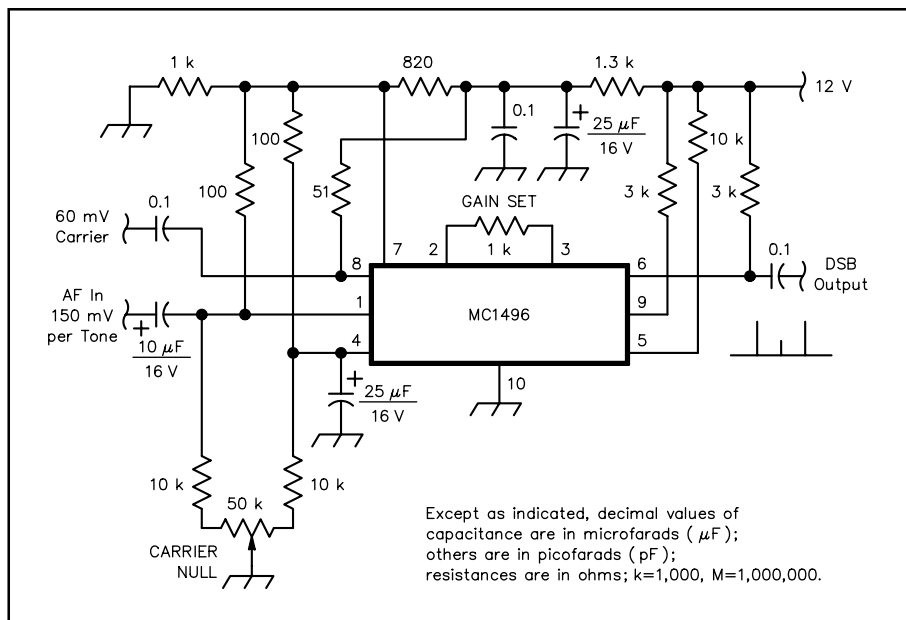 1 k
820
1.3 k
12 V
100
0.1
+
25 µF
16 V
10 k
100
51
3 k
3 k
GAIN SET
1 k
60 mV
Carrier
0.1
8
7
2
3
6
0.1
DSB
Output
AF In
150 mV
per Tone
+
10 µF
16 V
1
4
MC1496
9
5
10
+
25 µF
16 V
10 k
50 k
10 k
CARRIER
NULL
Except as indicated, decimal values of
capacitance are in microfarads ( µF);
others are in picofarads ( pF);
resistances are in ohms; k=1,000, M=1,000,000.